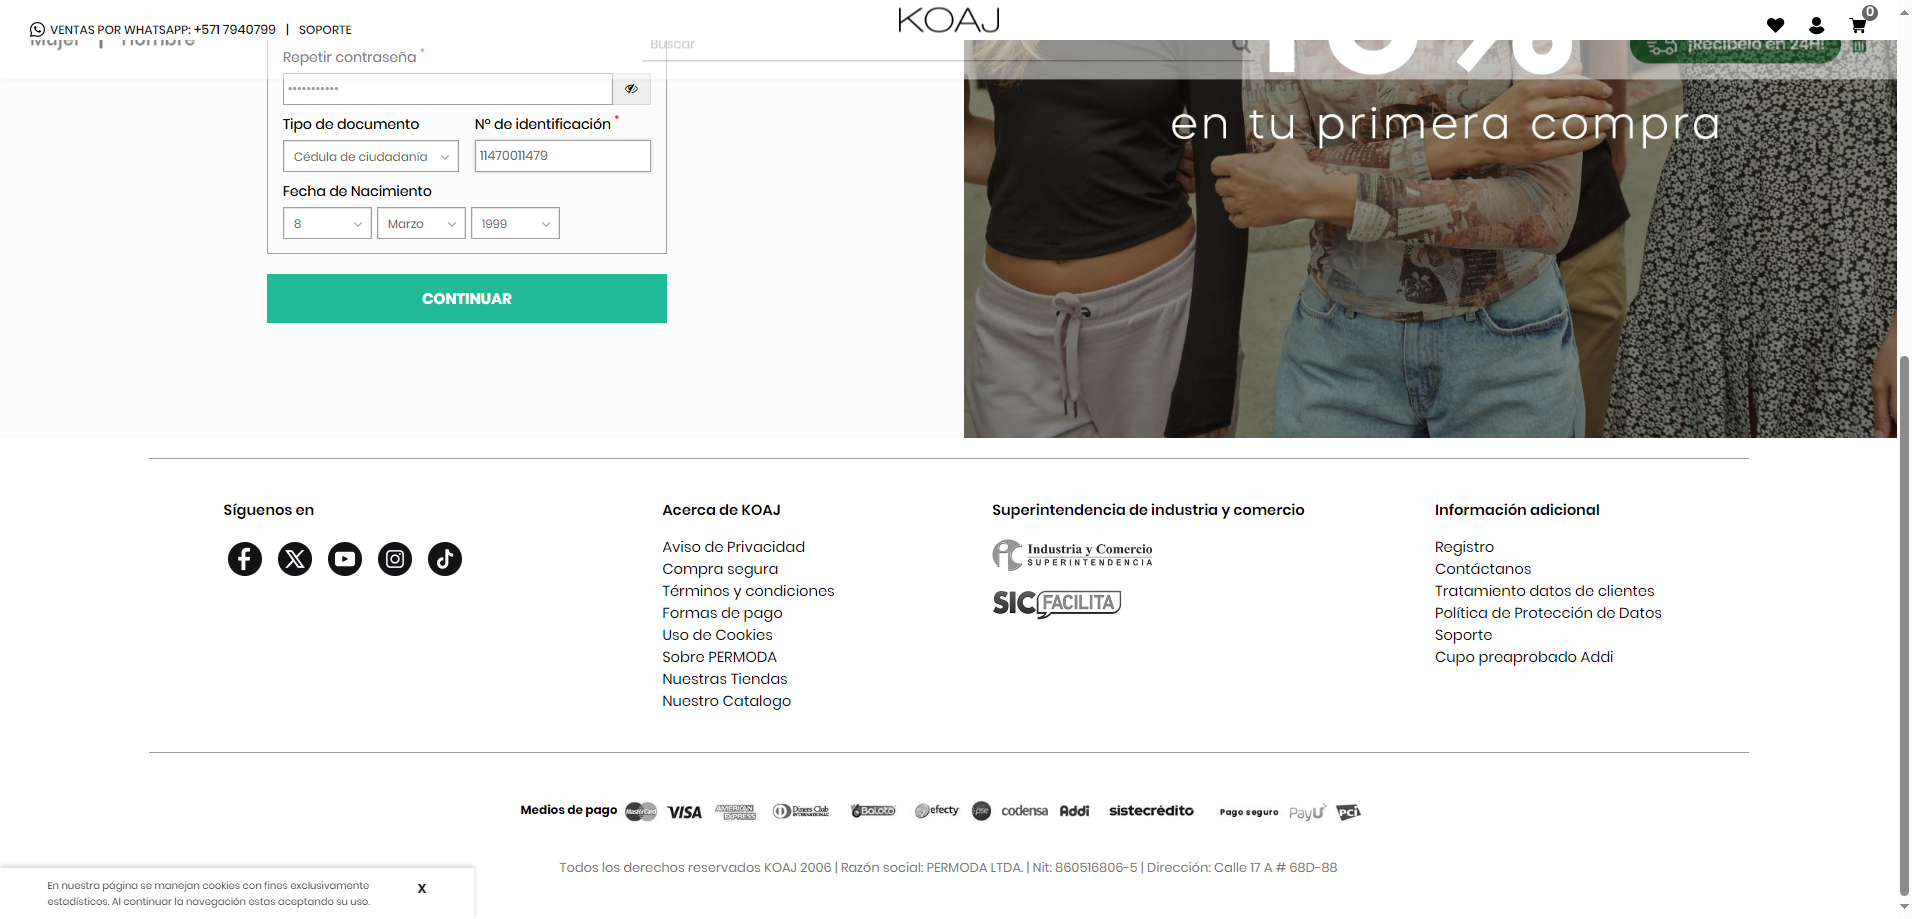 VENTAS POR WHATSAPP: +571 7940799 | SOPORTE
KOAJ
0
Mujer | Hombre
Buscar
¡Recíbelo en 24H!
Repetir contraseña *
•••••••••••
Tipo de documento
Nº de identificación *
Cédula de ciudadanía
11470011479
Fecha de Nacimiento
8
Marzo
1999
CONTINUAR
10%
en tu primera compra
Síguenos en
Acerca de KOAJ
Aviso de Privacidad
Compra segura
Términos y condiciones
Formas de pago
Uso de Cookies
Sobre PERMODA
Nuestras Tiendas
Nuestro Catalogo
Superintendencia de industria y comercio
Industria y Comercio
SUPERINTENDENCIA
SIC FACILITA
Información adicional
Registro
Contáctanos
Tratamiento datos de clientes
Política de Protección de Datos
Soporte
Cupo preaprobado Addi
Medios de pago MasterCard VISA AMERICAN EXPRESS Diners Club INTERNATIONAL BALOTO efecty pse codensa Addi sistecrédito Pago seguro PayU PCI
Todos los derechos reservados KOAJ 2006 | Razón social: PERMODA LTDA. | Nit: 860516806-5 | Dirección: Calle 17 A # 68D-88
En nuestra página se manejan cookies con fines exclusivamente
estadísticos. Al continuar la navegación estas aceptando su uso.
X